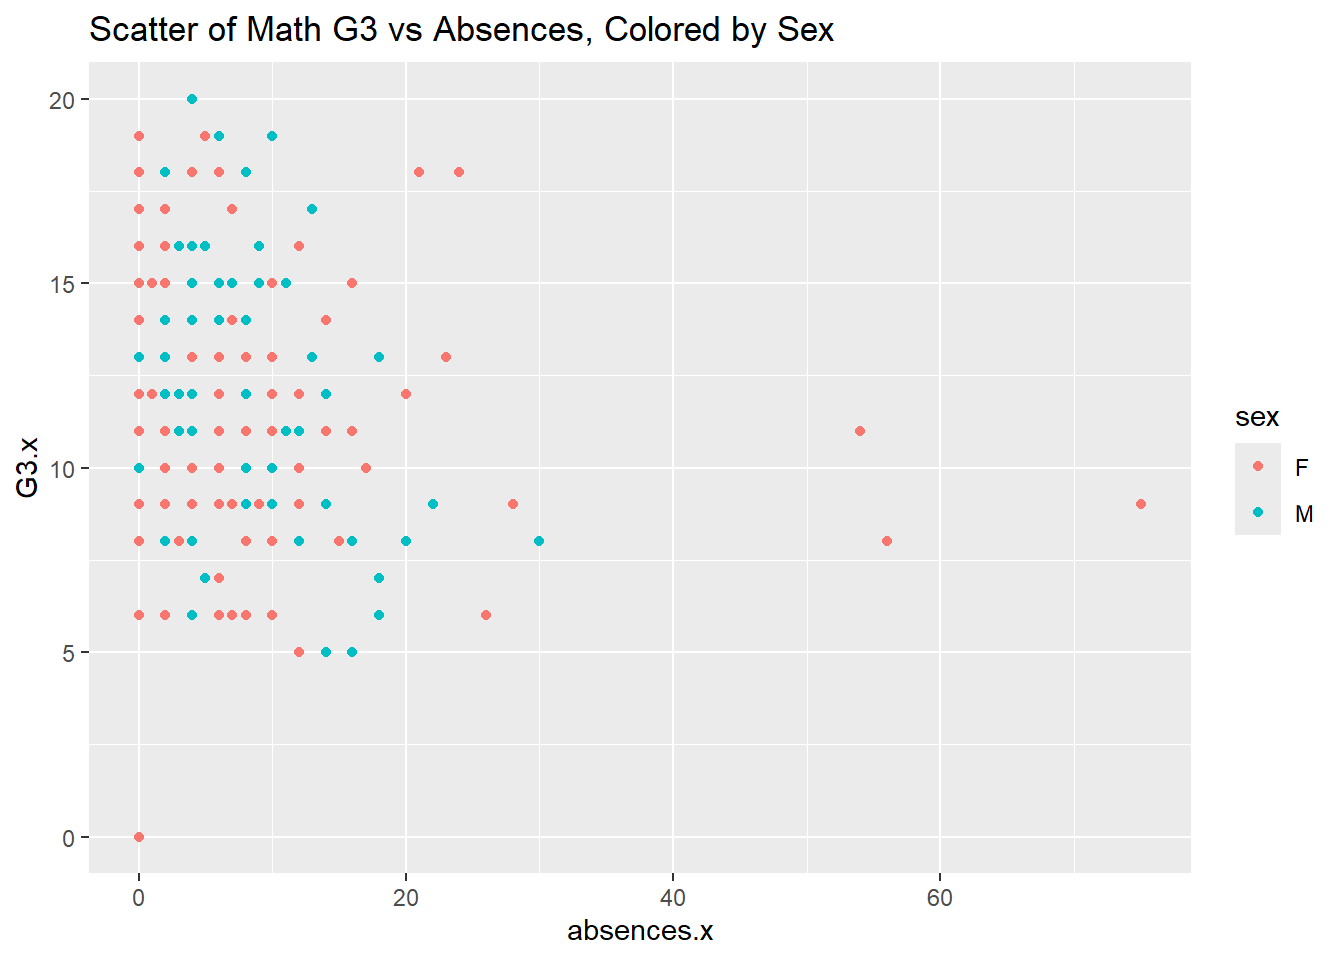 Scatter of Math G3 vs Absences, Colored by Sex
20
15
10
5
0
G3.x
0 20 40 60
absences.x
sex
F
M